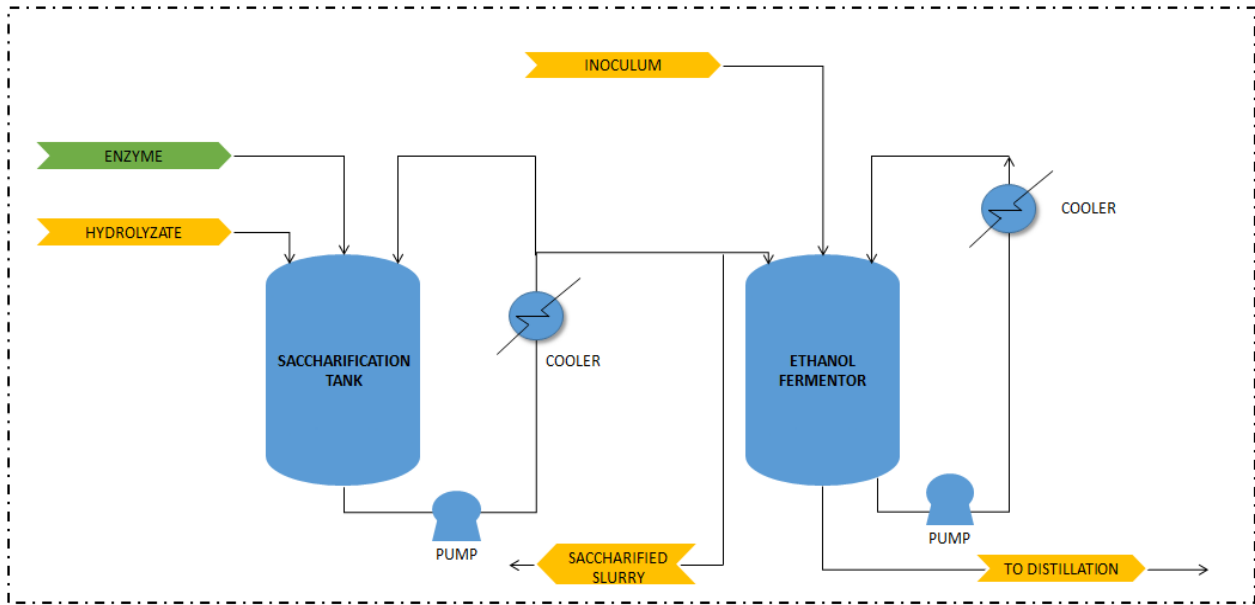 INOCULUM
ENZYME
HYDROLYZATE
COOLER
SACCHARIFICATION
TANK
COOLER
ETHANOL
FERMENTOR
PUMP
PUMP
SACCHARIFIED
SLURRY
TO DISTILLATION